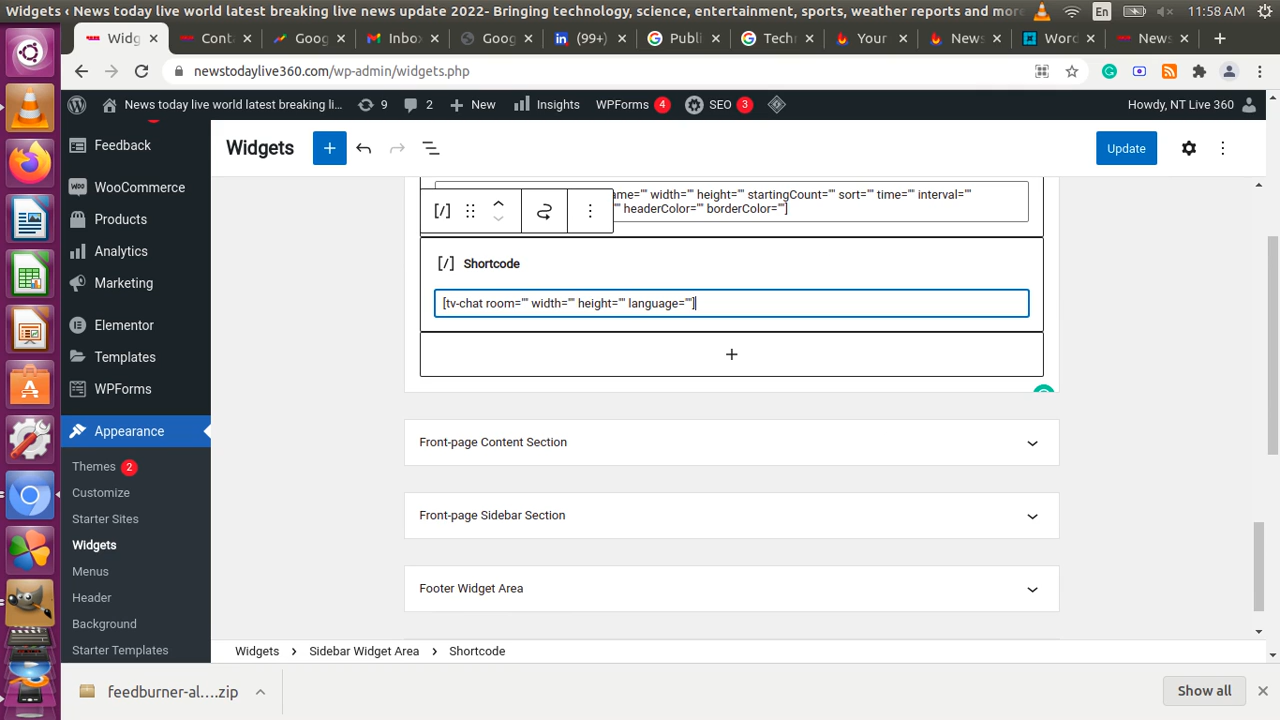 Widgets ‹ News today live world latest breaking live news update 2022- Bringing technology, science, entertainment, sports, weather reports and more
En
11:58 AM
Widg
Cont
Goog
Inbo
Goog
(99+)
Publi
Tech
Your
News
Word
News
newstodaylive360.com/wp-admin/widgets.php
News today live world latest breaking li...
9
2
New
Insights
WPForms 4
SEO 3
Howdy, NT Live 360
Feedback
WooCommerce
Products
Analytics
Marketing
Elementor
Templates
WPForms
Appearance
Themes 2
Customize
Starter Sites
Widgets
Menus
Header
Background
Starter Templates
Widgets
Update
ame="" width="" height="" startingCount="" sort="" time="" interval=""
"" headerColor="" borderColor=""]
[/]
[/] Shortcode
[tv-chat room="" width="" height="" language=""]
Front-page Content Section
Front-page Sidebar Section
Footer Widget Area
Widgets > Sidebar Widget Area > Shortcode
feedburner-al....zip
Show all